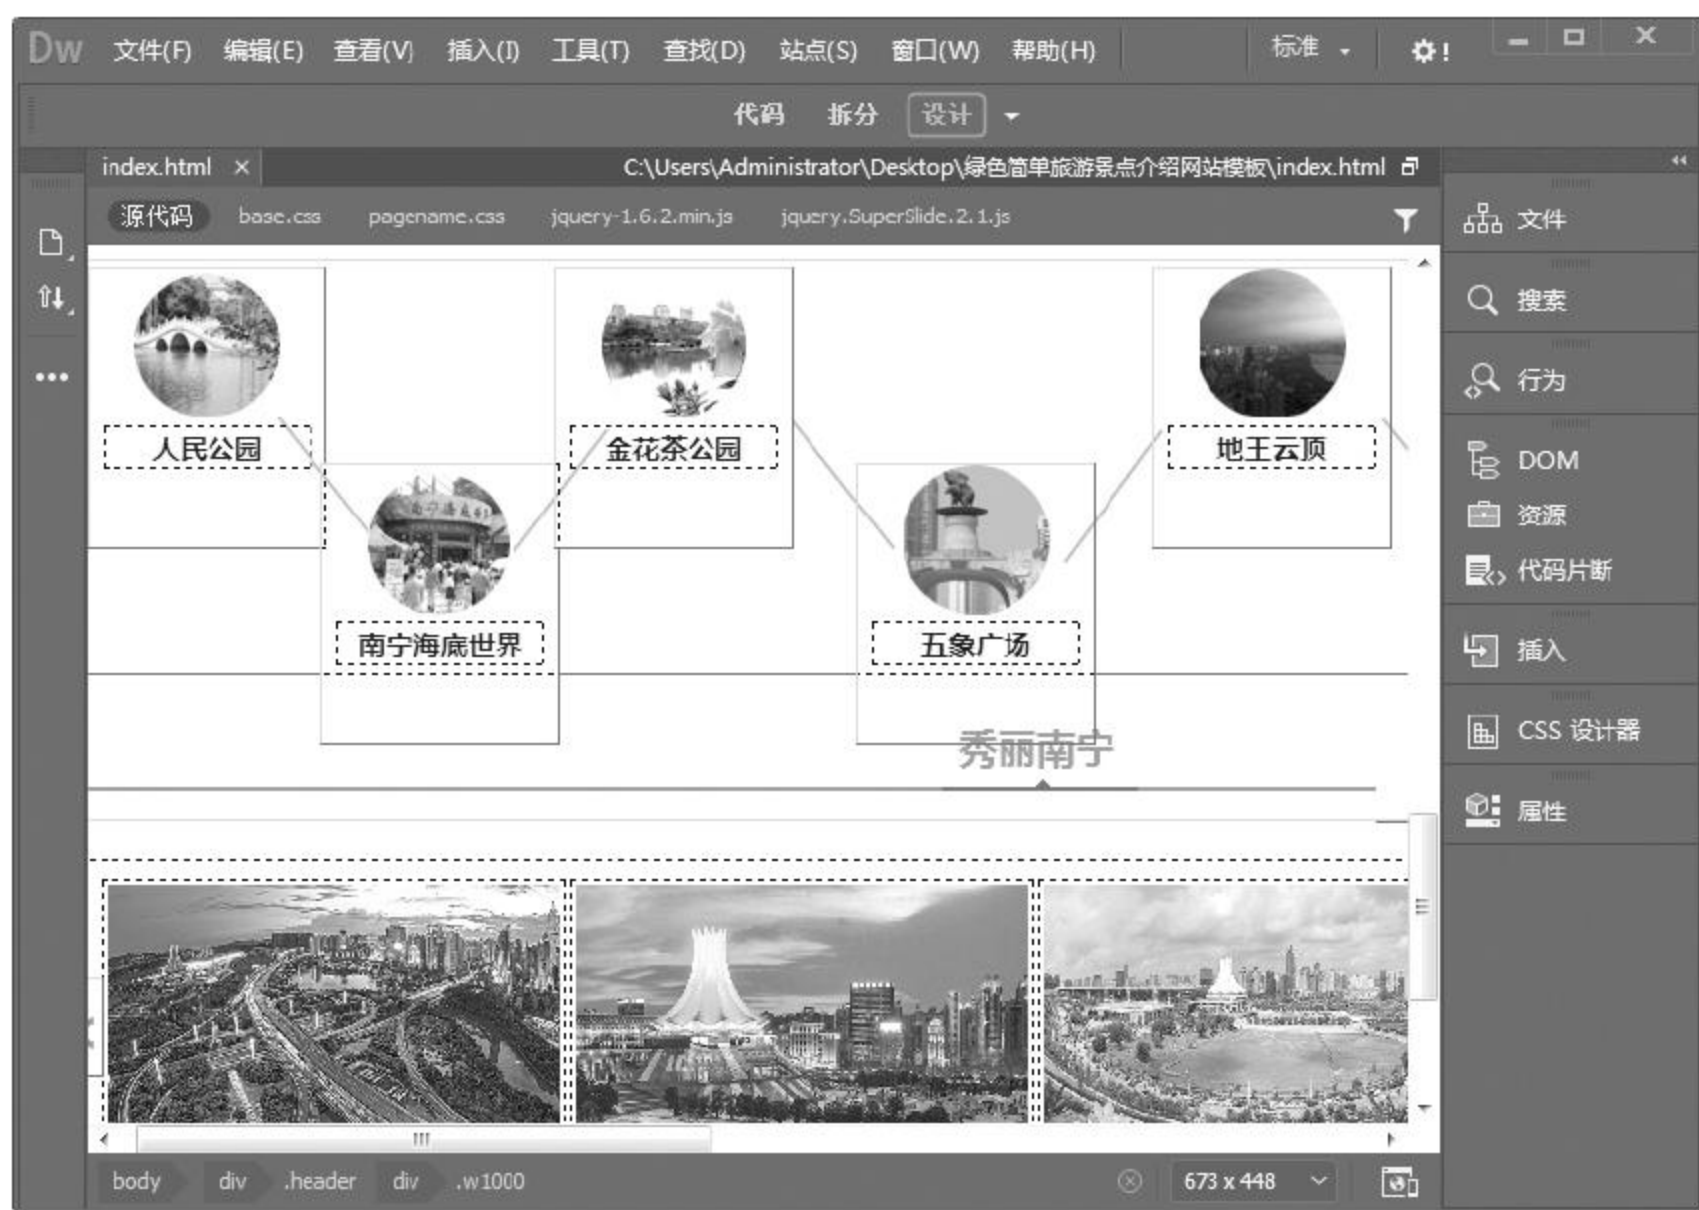 Dw 文件(F) 编辑(E) 查看(V) 插入(I) 工具(T) 查找(D) 站点(S) 窗口(W) 帮助(H) 标准
代码 拆分 设计
index.html × C:\Users\Administrator\Desktop\绿色简单旅游景点介绍网站模板\index.html
源代码 base.css pagename.css jquery-1.6.2.min.js jquery.SuperSlide.2.1.js
文件
搜索
行为
DOM
资源
代码片断
插入
CSS 设计器
属性
人民公园 金花茶公园 地王云顶
南宁海底世界 五象广场
秀丽南宁
body div .header div .w1000 673 x 448